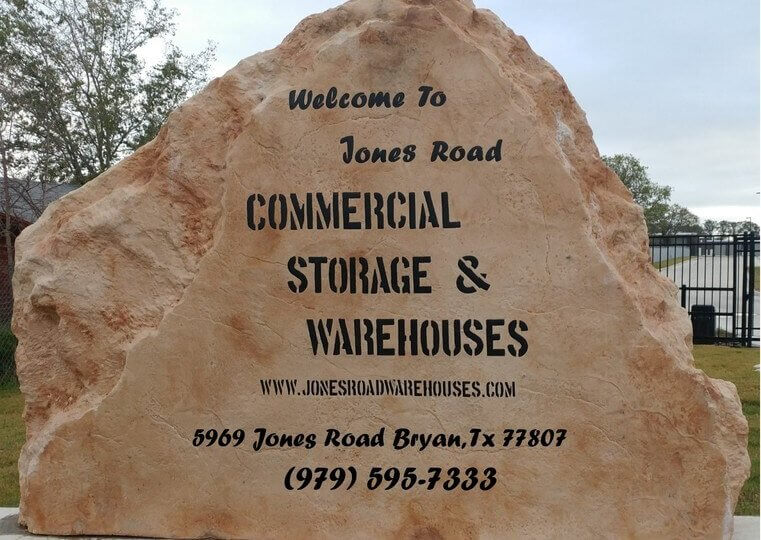 Welcome To
Jones Road
COMMERCIAL
STORAGE &
WAREHOUSES
WWW.JONESROADWAREHOUSES.COM
5969 Jones Road Bryan,Tx 77807
(979) 595-7333